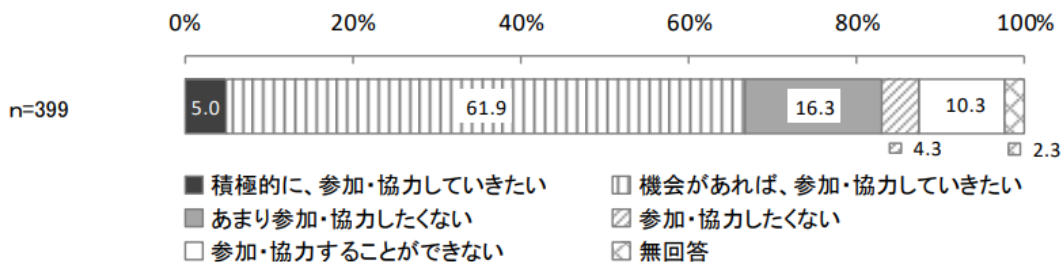 0% 20% 40% 60% 80% 100%
n=399 5.0 61.9 16.3 10.3
4.3 2.3
積極的に、参加・協力していきたい 機会があれば、参加・協力していきたい
あまり参加・協力したくない 参加・協力したくない
参加・協力することができない 無回答